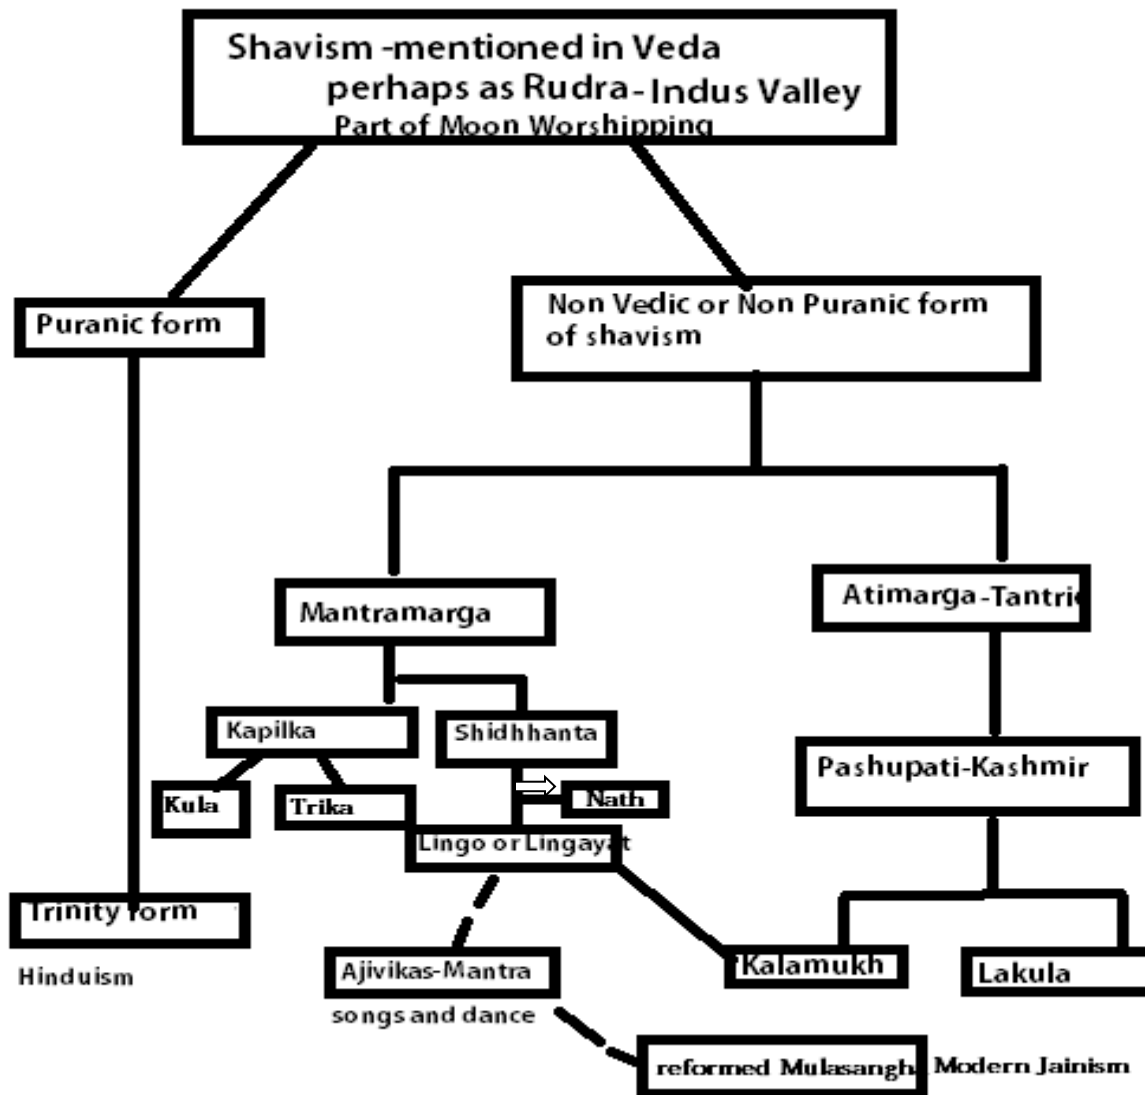 Shavism -mentioned in Veda
perhaps as Rudra- Indus Valley
Part of Moon Worshipping
Puranic form
Non Vedic or Non Puranic form
of shavism
Mantramarga
Atimarga-Tantric
Kapilka
Shidhhanta
Pashupati-Kashmir
Kula
Trika
Nath
Lingo or Lingayat
Trinity form
Hinduism
Ajivikas-Mantra
songs and dance
Kalamukh
Lakula
reformed Mulasangh Modern Jainism